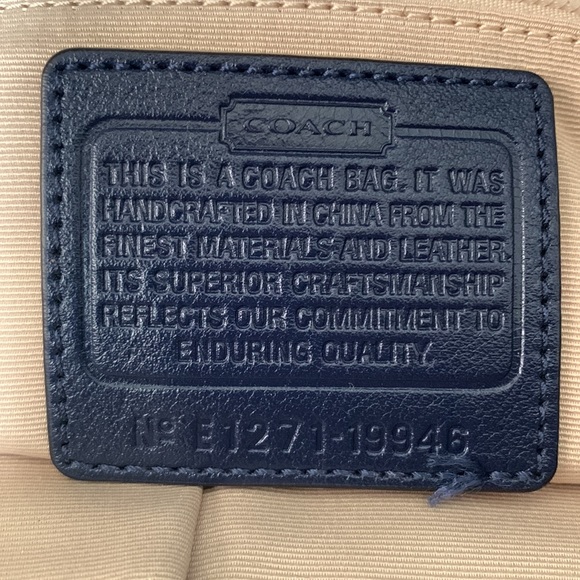 COACH
THIS IS A COACH BAG. IT WAS
HANDCRAFTED IN CHINA FROM THE
FINEST MATERIALS AND LEATHER.
ITS SUPERIOR CRAFTSMANSHIP
REFLECTS OUR COMMITMENT TO
ENDURING QUALITY.
Nº E1271-19946